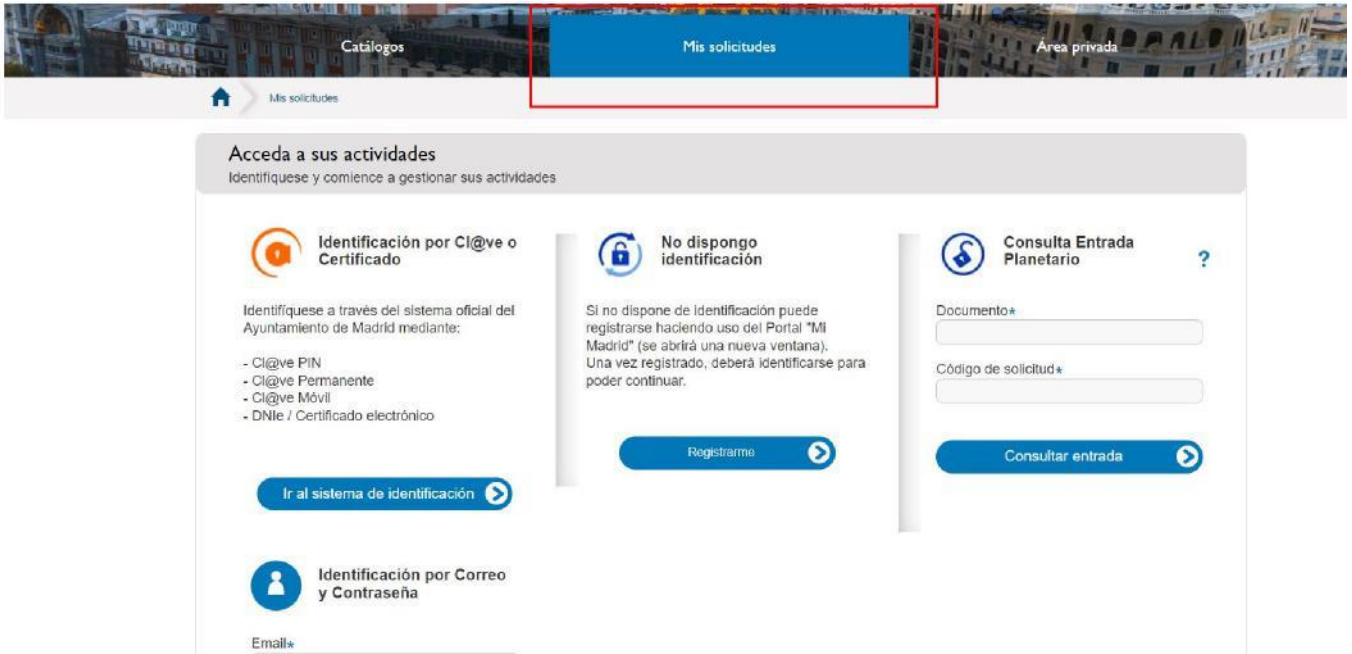 Catálogos
Mis solicitudes
Área privada
Mis solicitudes
Acceda a sus actividades
Identifíquese y comience a gestionar sus actividades
Identificación por Cl@ve o
Certificado
Identifíquese a través del sistema oficial del
Ayuntamiento de Madrid mediante:
- Cl@ve PIN
- Cl@ve Permanente
- Cl@ve Móvil
- DNIe / Certificado electrónico
Ir al sistema de identificación
No dispongo
identificación
Si no dispone de identificación puede
registrarse haciendo uso del Portal "Mi
Madrid" (se abrirá una nueva ventana).
Una vez registrado, deberá identificarse para
poder continuar.
Registrarme
Consulta Entrada
Planetario
?
Documento*
Código de solicitud*
Consultar entrada
Identificación por Correo
y Contraseña
Email*